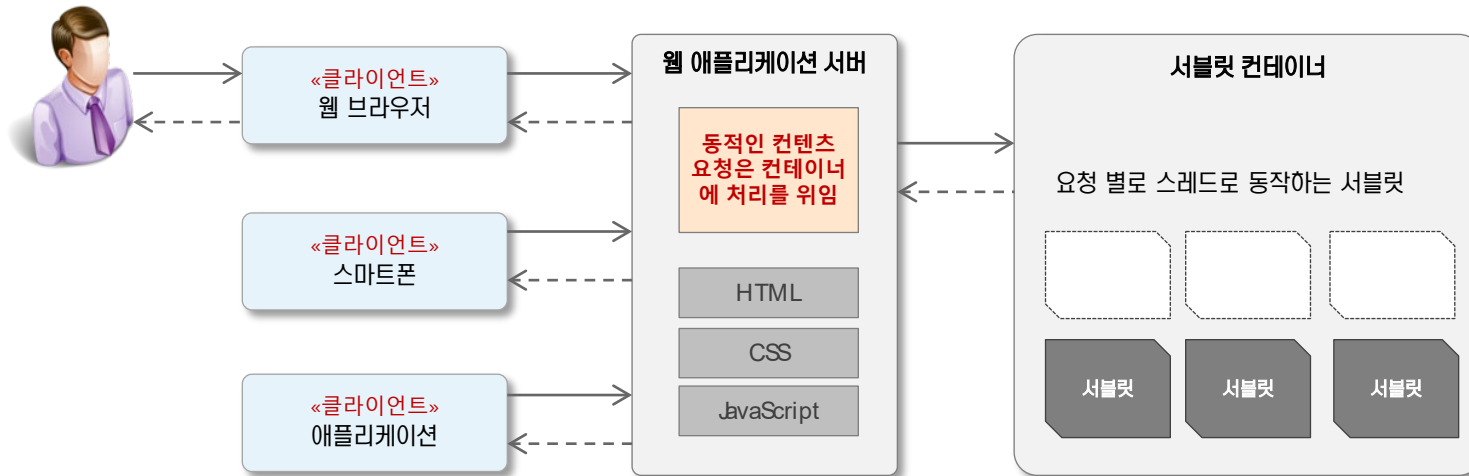 «클라이언트»
웹 브라우저
«클라이언트»
스마트폰
«클라이언트»
애플리케이션
웹 애플리케이션 서버
동적인 컨텐츠
요청은 컨테이너
에 처리를 위임
HTML
CSS
JavaScript
서블릿 컨테이너
요청 별로 스레드로 동작하는 서블릿
서블릿
서블릿
서블릿